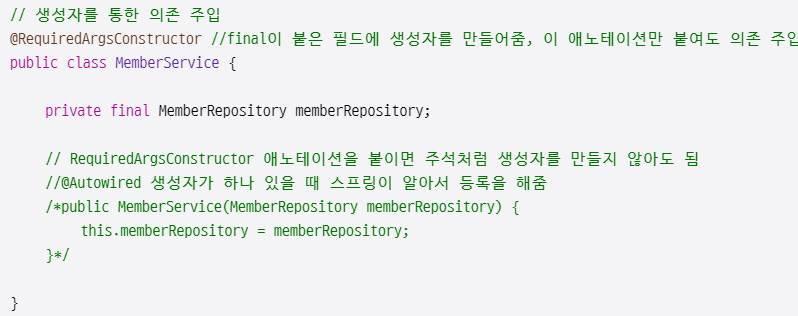 // 생성자를 통한 의존 주입
@RequiredArgsConstructor //final이 붙은 필드에 생성자를 만들어줌, 이 애노테이션만 붙여도 의존 주입
public class MemberService {
private final MemberRepository memberRepository;
// RequiredArgsConstructor 애노테이션을 붙이면 주석처럼 생성자를 만들지 않아도 됨
//@Autowired 생성자가 하나 있을 때 스프링이 알아서 등록을 해줌
/*public MemberService(MemberRepository memberRepository) {
this.memberRepository = memberRepository;
}*/
}